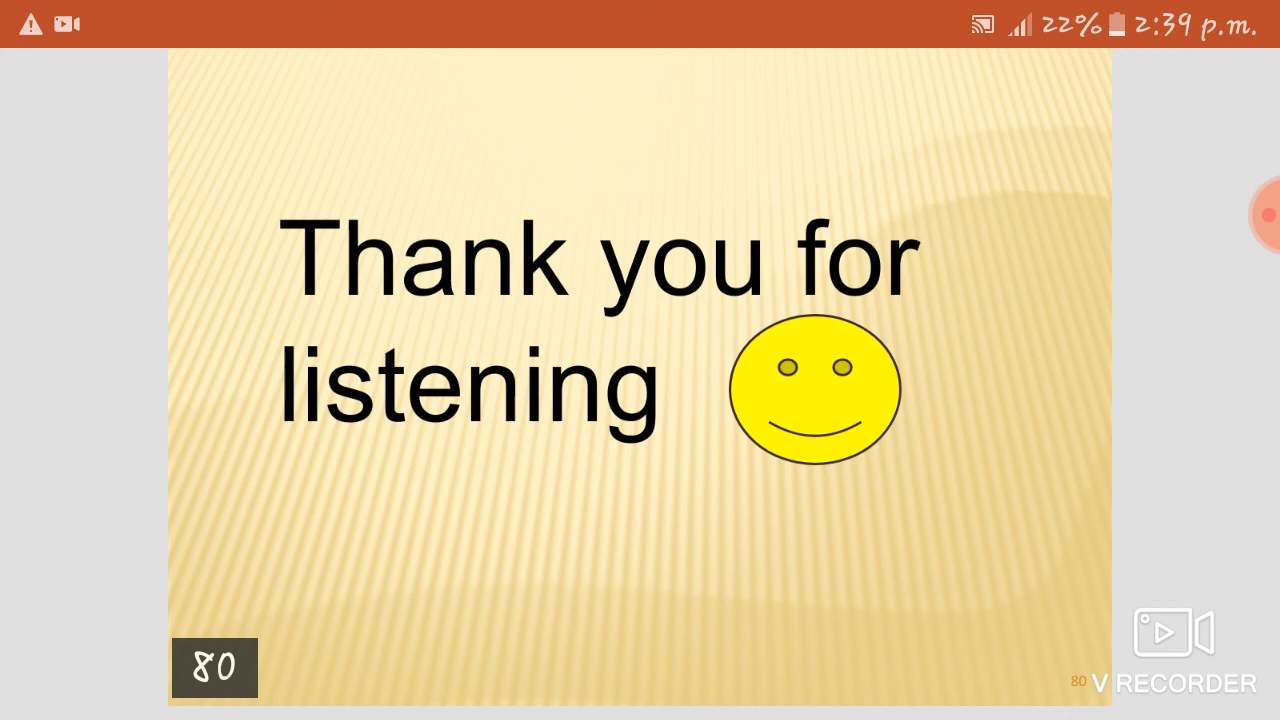 22% 2:39 p.m.
Thank you for
listening
80
80
V RECORDER